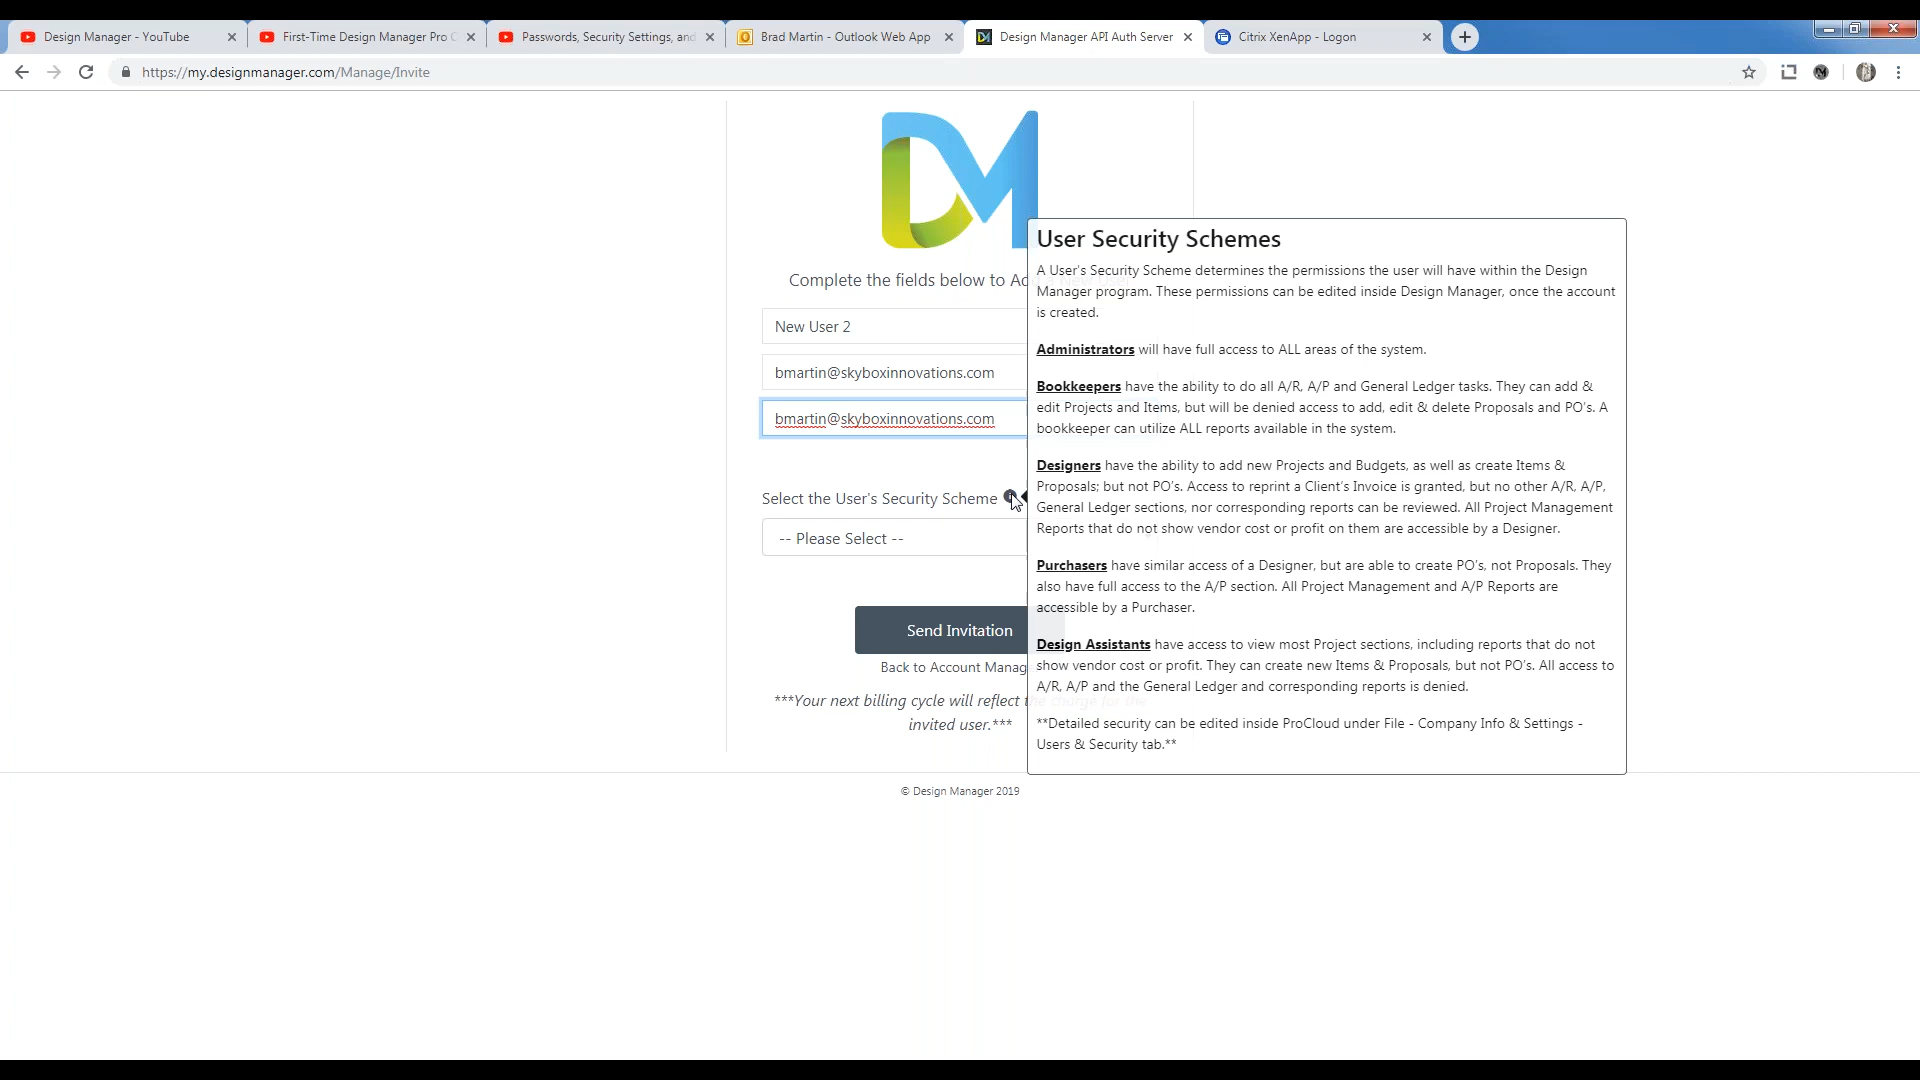 Design Manager - YouTube
First-Time Design Manager Pro C
Passwords, Security Settings, and
Brad Martin - Outlook Web App
Design Manager API Auth Server
Citrix XenApp - Logon
https://my.designmanager.com/Manage/Invite
DM
Complete the fields below to Ad
New User 2
bmartin@skyboxinnovations.com
bmartin@skyboxinnovations.com
Select the User's Security Scheme
-- Please Select --
Send Invitation
Back to Account Manag
***Your next billing cycle will reflect the charge for the
invited user.***
User Security Schemes
A User's Security Scheme determines the permissions the user will have within the Design
Manager program. These permissions can be edited inside Design Manager, once the account
is created.
Administrators will have full access to ALL areas of the system.
Bookkeepers have the ability to do all A/R, A/P and General Ledger tasks. They can add &
edit Projects and Items, but will be denied access to add, edit & delete Proposals and PO's. A
bookkeeper can utilize ALL reports available in the system.
Designers have the ability to add new Projects and Budgets, as well as create Items &
Proposals; but not PO's. Access to reprint a Client's Invoice is granted, but no other A/R, A/P,
General Ledger sections, nor corresponding reports can be reviewed. All Project Management
Reports that do not show vendor cost or profit on them are accessible by a Designer.
Purchasers have similar access of a Designer, but are able to create PO's, not Proposals. They
also have full access to the A/P section. All Project Management and A/P Reports are
accessible by a Purchaser.
Design Assistants have access to view most Project sections, including reports that do not
show vendor cost or profit. They can create new Items & Proposals, but not PO's. All access to
A/R, A/P and the General Ledger and corresponding reports is denied.
**Detailed security can be edited inside ProCloud under File - Company Info & Settings -
Users & Security tab.**
© Design Manager 2019